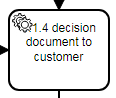 1.4 decision
document to
customer